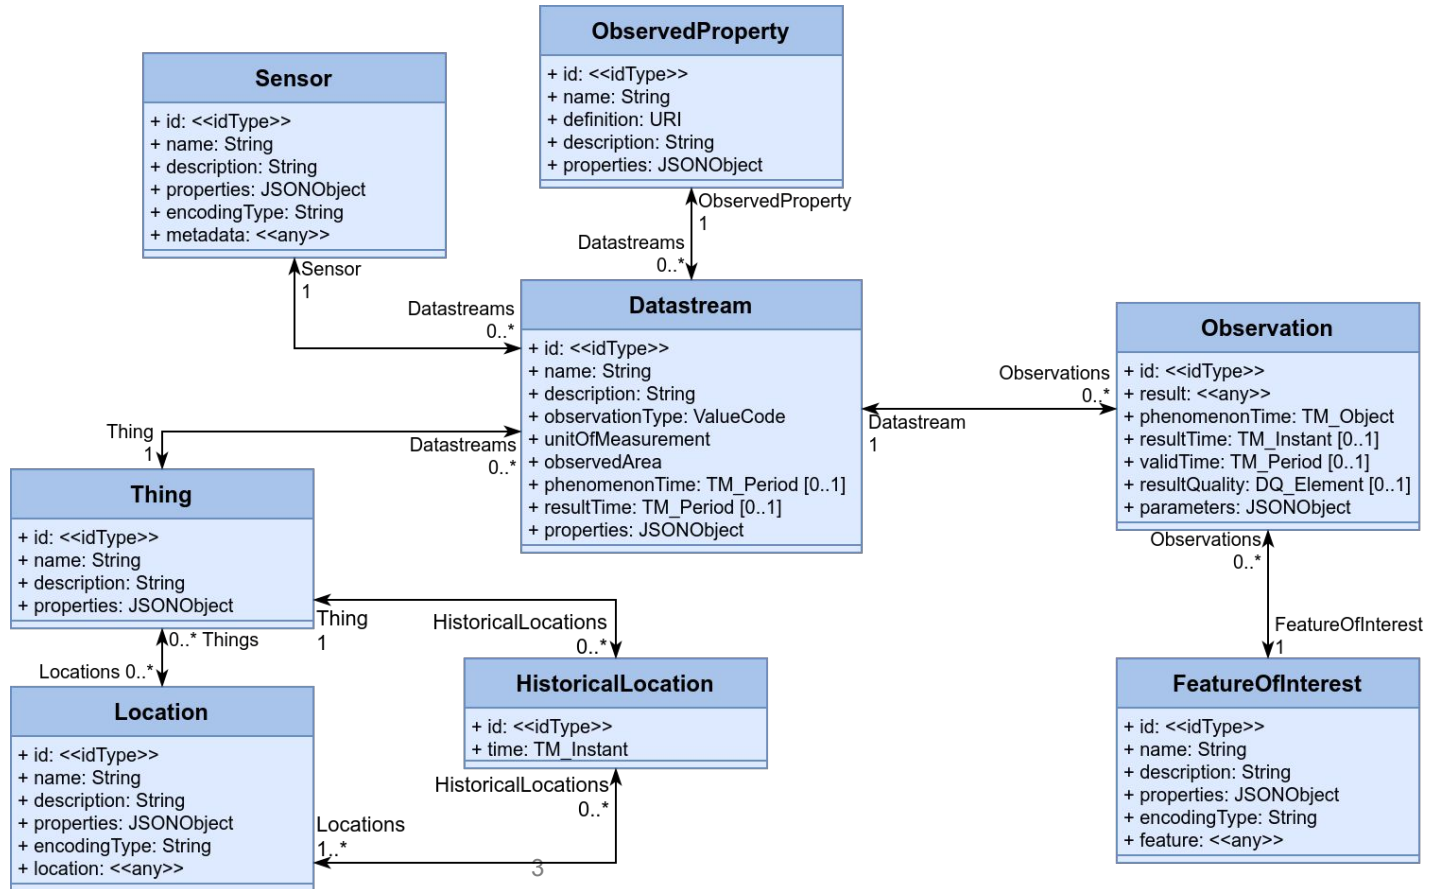 ObservedProperty
+ id: <<idType>>
+ name: String
+ definition: URI
+ description: String
+ properties: JSONObject
Sensor
+ id: <<idType>>
+ name: String
+ description: String
+ properties: JSONObject
+ encodingType: String
+ metadata: <<any>>
ObservedProperty
1
Datastreams
0..*
Sensor
1
Datastreams
0..*
Datastream
+ id: <<idType>>
+ name: String
+ description: String
+ observationType: ValueCode
+ unitOfMeasurement
+ observedArea
+ phenomenonTime: TM_Period [0..1]
+ resultTime: TM_Period [0..1]
+ properties: JSONObject
Observations
0..*
Datastream
1
Observation
+ id: <<idType>>
+ result: <<any>>
+ phenomenonTime: TM_Object
+ resultTime: TM_Instant [0..1]
+ validTime: TM_Period [0..1]
+ resultQuality: DQ_Element [0..1]
+ parameters: JSONObject
Thing
1
Datastreams
0..*
Thing
+ id: <<idType>>
+ name: String
+ description: String
+ properties: JSONObject
Observations
0..*
FeatureOfInterest
1
Thing
1
HistoricalLocations
0..*
0..* Things
Locations 0..*
HistoricalLocation
+ id: <<idType>>
+ time: TM_Instant
FeatureOfInterest
+ id: <<idType>>
+ name: String
+ description: String
+ properties: JSONObject
+ encodingType: String
+ feature: <<any>>
Location
+ id: <<idType>>
+ name: String
+ description: String
+ properties: JSONObject
+ encodingType: String
+ location: <<any>>
HistoricalLocations
0..*
Locations
1..*
3